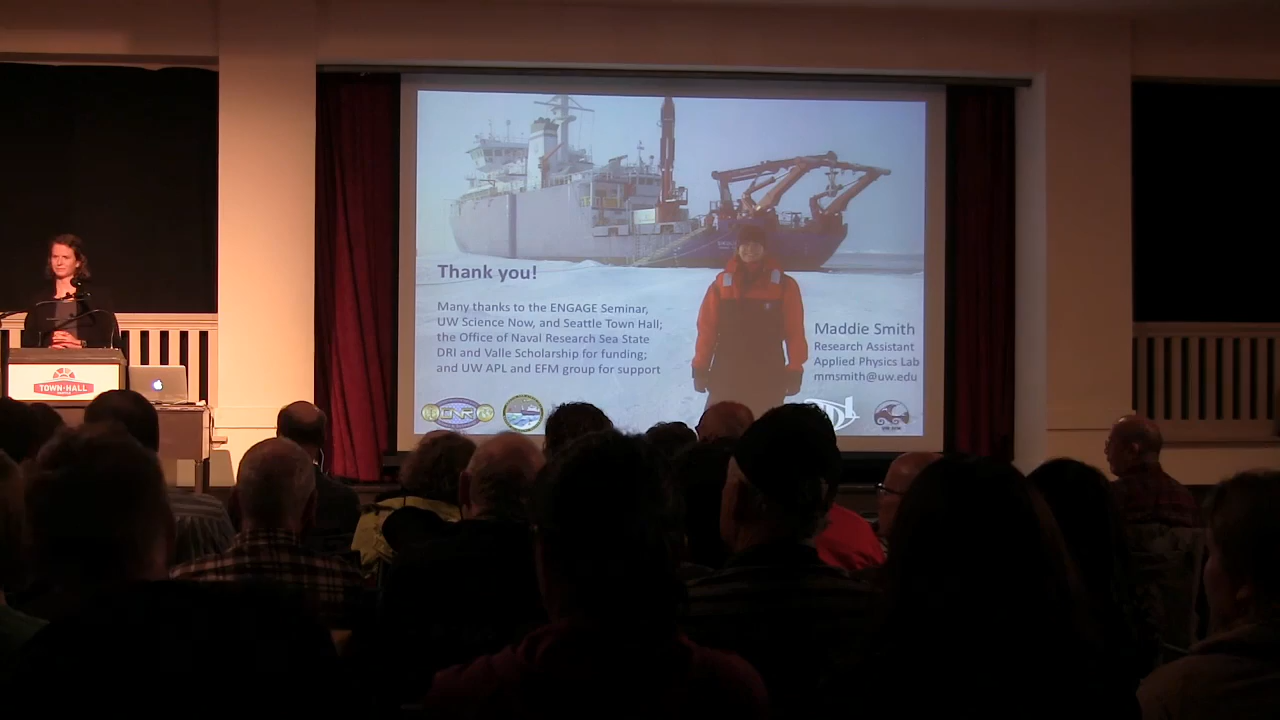 Thank you!
Many thanks to the ENGAGE Seminar,
UW Science Now, and Seattle Town Hall;
the Office of Naval Research Sea State
DRI and Valle Scholarship for funding;
and UW APL and EFM group for support
Maddie Smith
Research Assistant
Applied Physics Lab
mmsmith@uw.edu
TOWN HALL